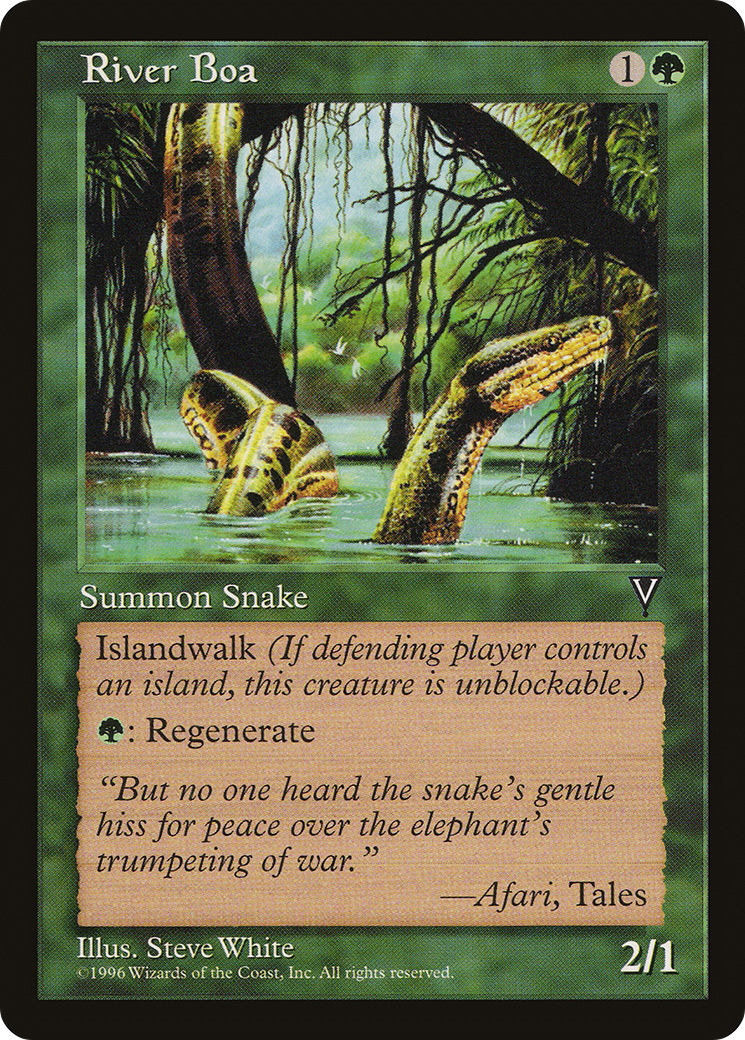 River Boa
1
Summon Snake
V
Islandwalk (If defending player controls
an island, this creature is unblockable.)
: Regenerate
“But no one heard the snake’s gentle
hiss for peace over the elephant’s
trumpeting of war.”
—Afari, Tales
Illus. Steve White
©1996 Wizards of the Coast, Inc. All rights reserved.
2/1